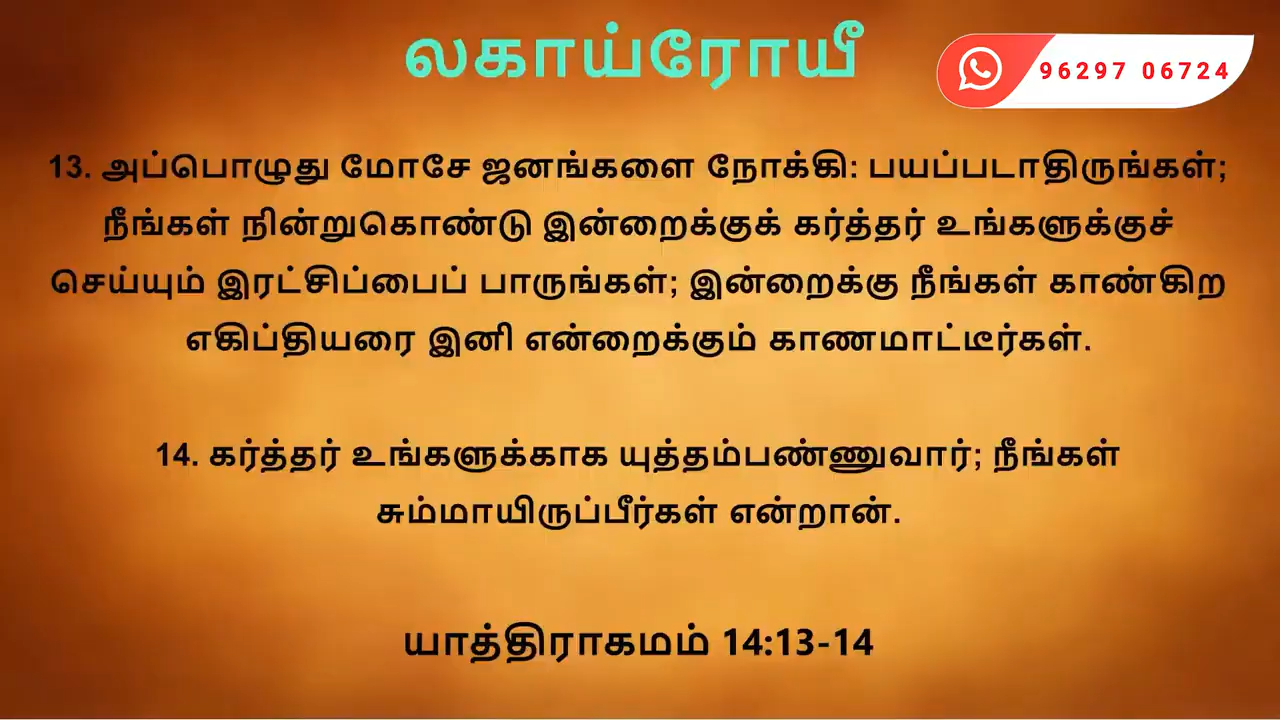 லகாய்ரோயீ
96297 06724
13. அப்பொழுது மோசே ஜனங்களை நோக்கி: பயப்படாதிருங்கள்;
நீங்கள் நின்றுகொண்டு இன்றைக்குக் கர்த்தர் உங்களுக்குச்
செய்யும் இரட்சிப்பைப் பாருங்கள்; இன்றைக்கு நீங்கள் காண்கிற
எகிப்தியரை இனி என்றைக்கும் காணமாட்டீர்கள்.
14. கர்த்தர் உங்களுக்காக யுத்தம்பண்ணுவார்; நீங்கள்
சும்மாயிருப்பீர்கள் என்றான்.
யாத்திராகமம் 14:13-14